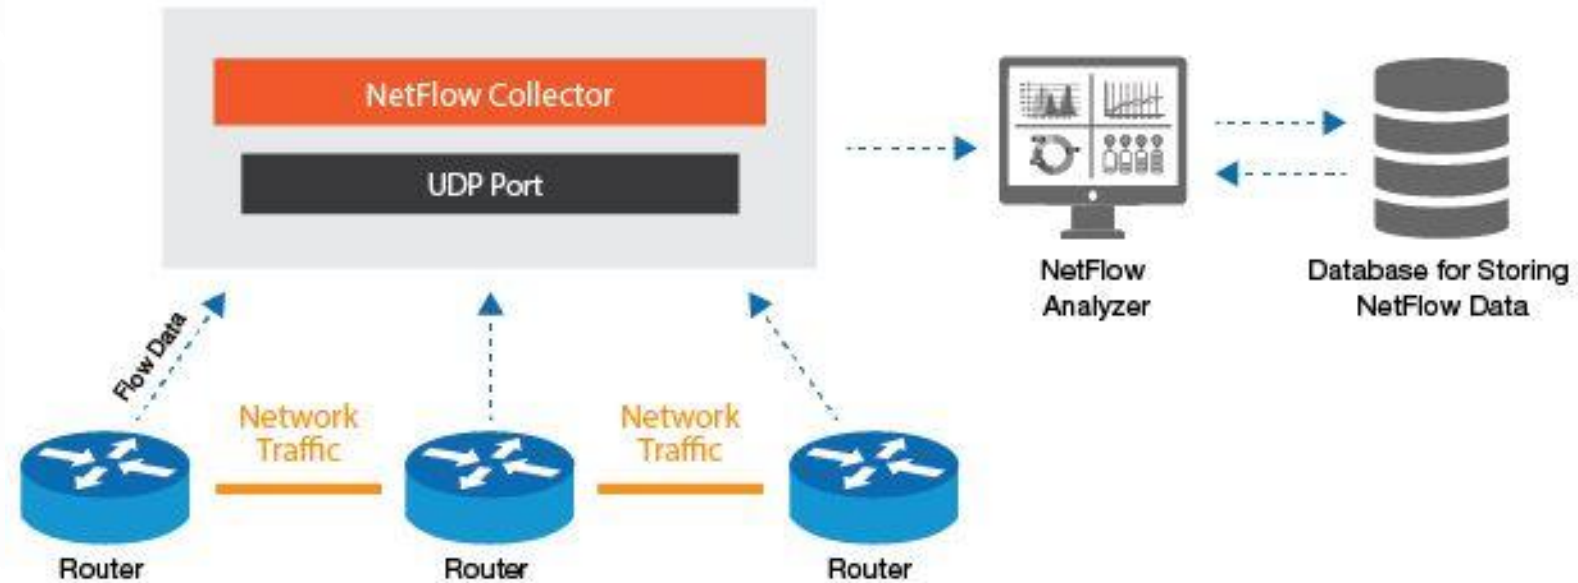 NetFlow Collector
UDP Port
NetFlow
Analyzer
Database for Storing
NetFlow Data
Flow Data
Network
Traffic
Network
Traffic
Router
Router
Router